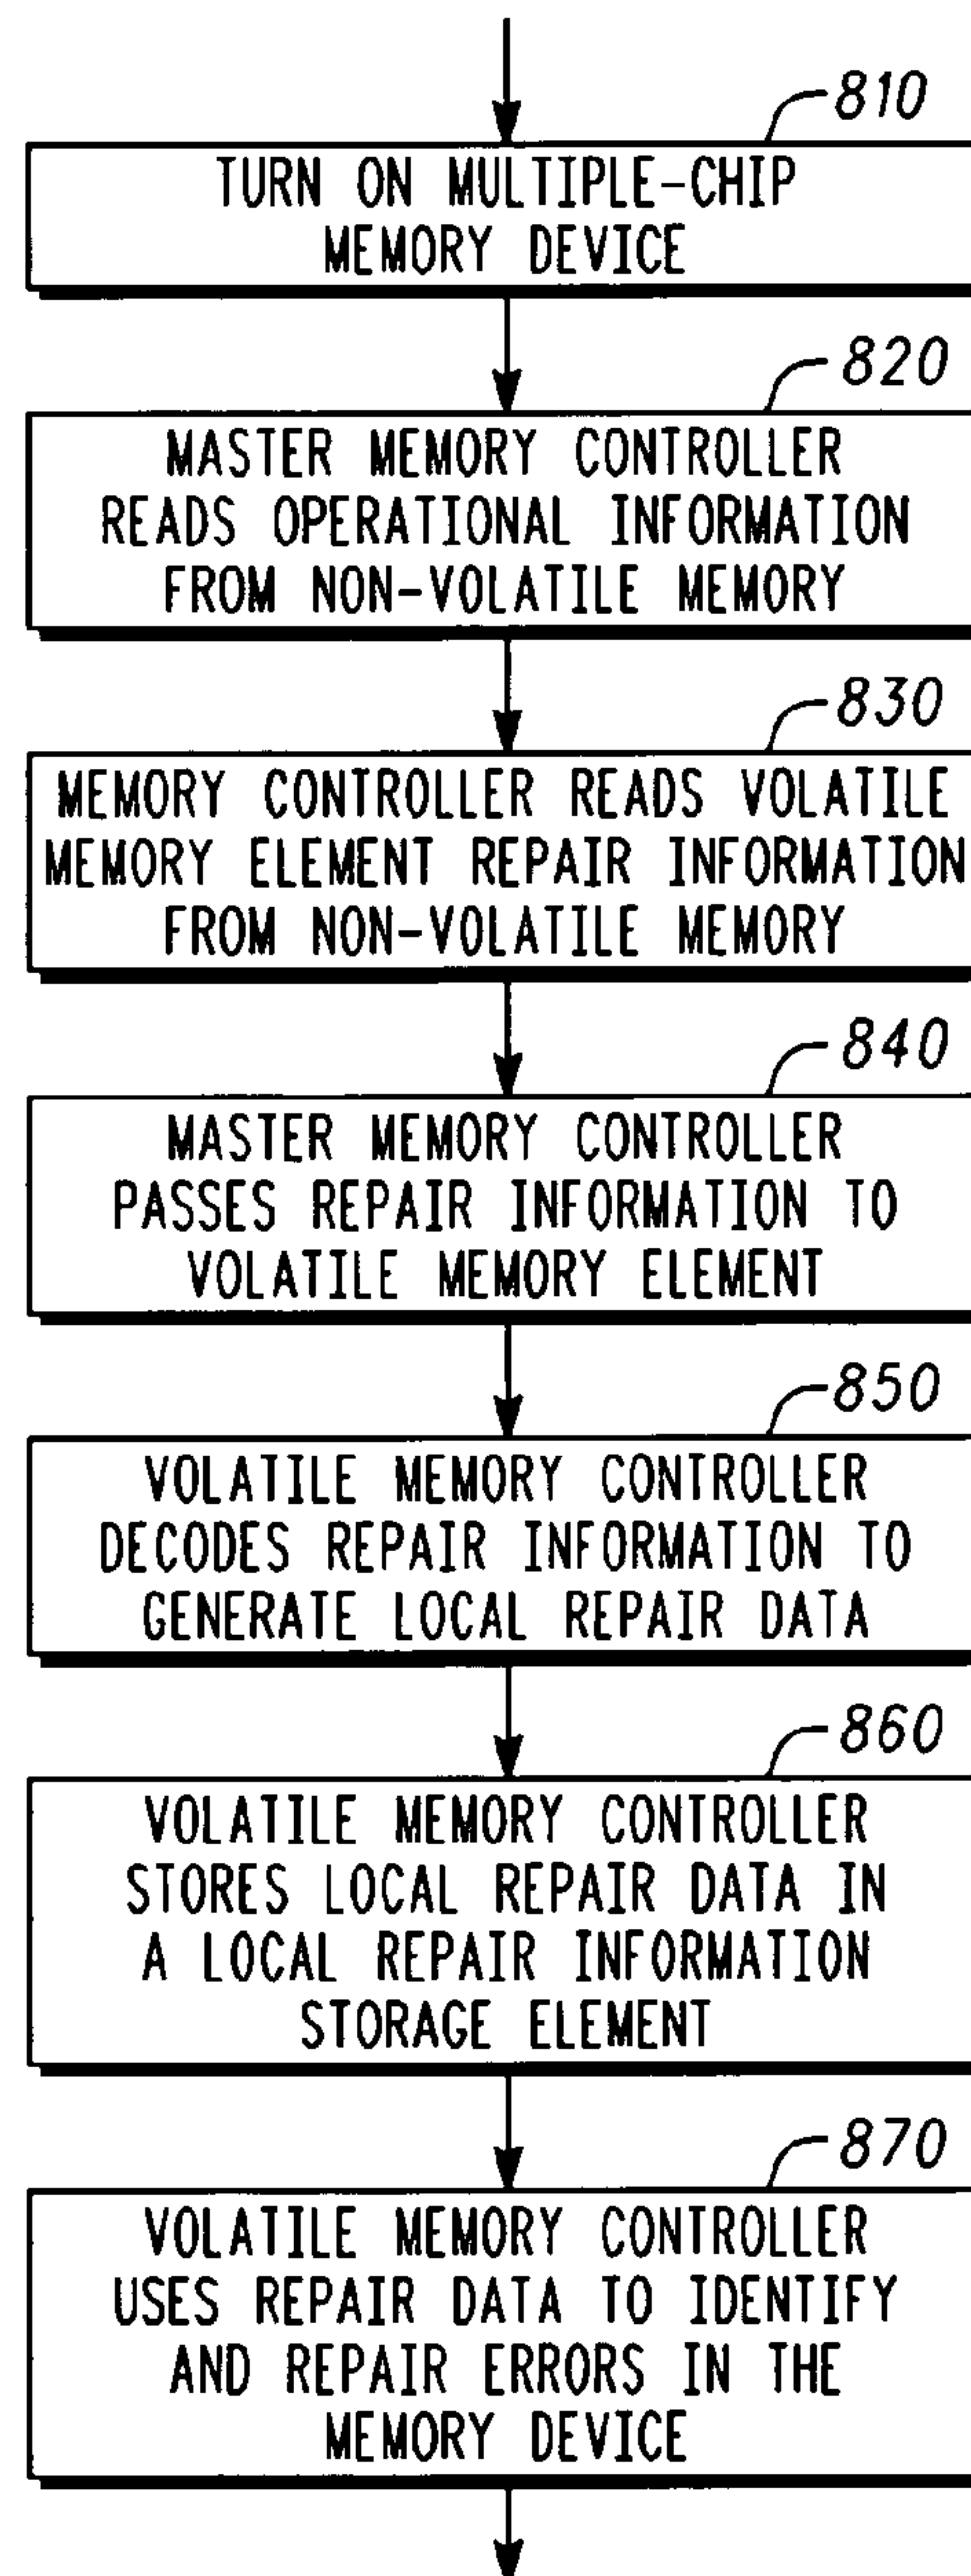 810
TURN ON MULTIPLE-CHIP
MEMORY DEVICE
820
MASTER MEMORY CONTROLLER
READS OPERATIONAL INFORMATION
FROM NON-VOLATILE MEMORY
830
MEMORY CONTROLLER READS VOLATILE
MEMORY ELEMENT REPAIR INFORMATION
FROM NON-VOLATILE MEMORY
840
MASTER MEMORY CONTROLLER
PASSES REPAIR INFORMATION TO
VOLATILE MEMORY ELEMENT
850
VOLATILE MEMORY CONTROLLER
DECODES REPAIR INFORMATION TO
GENERATE LOCAL REPAIR DATA
860
VOLATILE MEMORY CONTROLLER
STORES LOCAL REPAIR DATA IN
A LOCAL REPAIR INFORMATION
STORAGE ELEMENT
870
VOLATILE MEMORY CONTROLLER
USES REPAIR DATA TO IDENTIFY
AND REPAIR ERRORS IN THE
MEMORY DEVICE